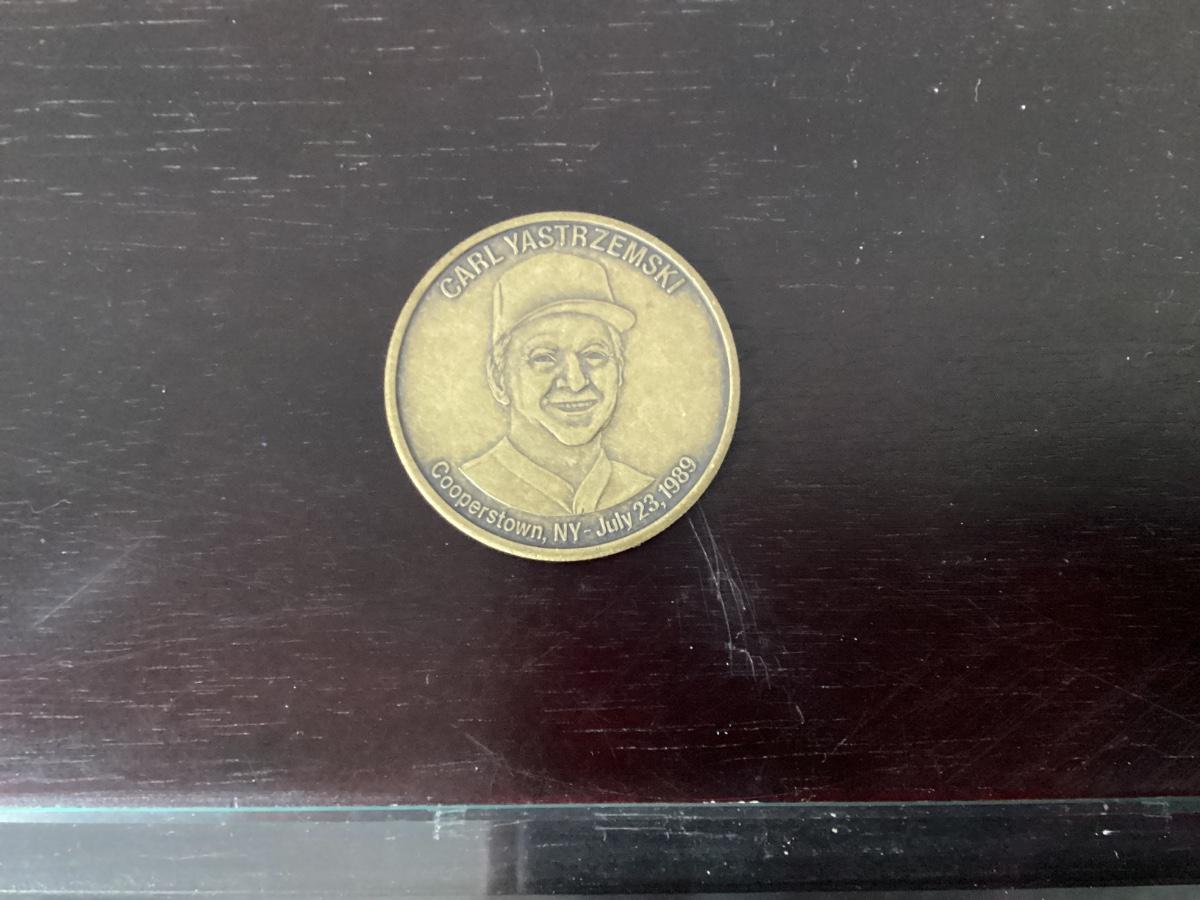 CARL YASTRZEMSKI
Cooperstown, NY - July 23, 1989